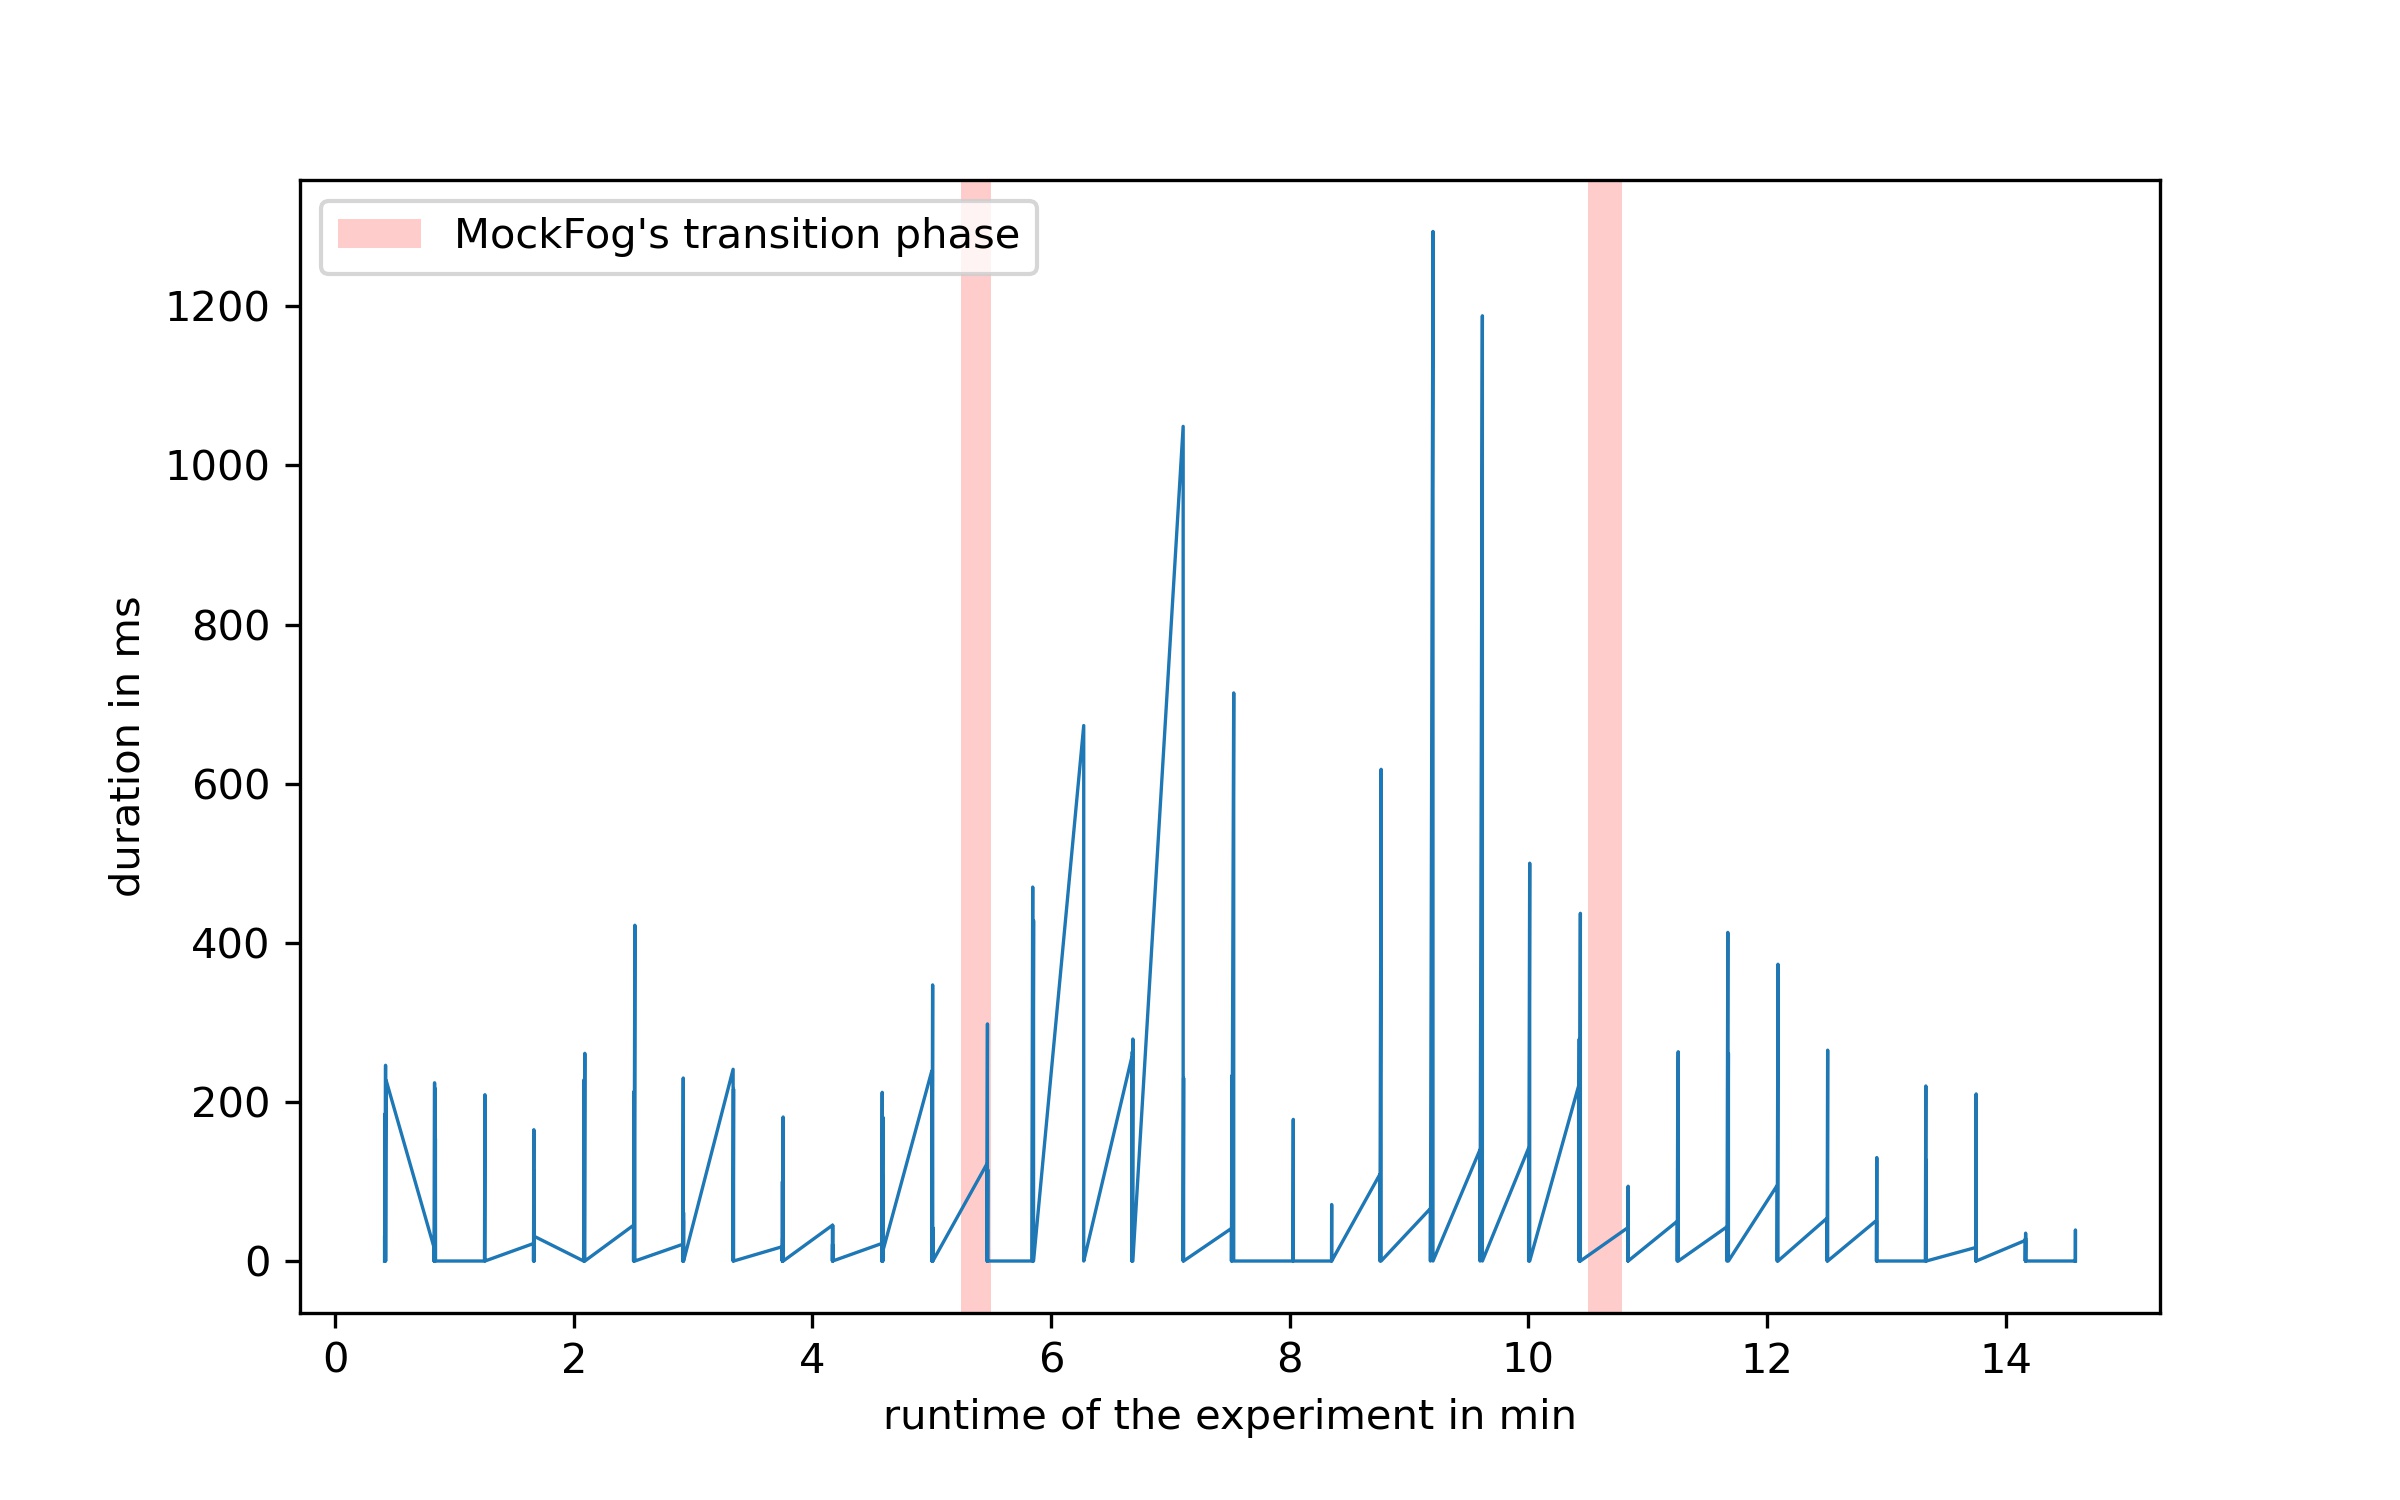 MockFog's transition phase
1200
1000
800
600
400
200
0
duration in ms
0 2 4 6 8 10 12 14
runtime of the experiment in min